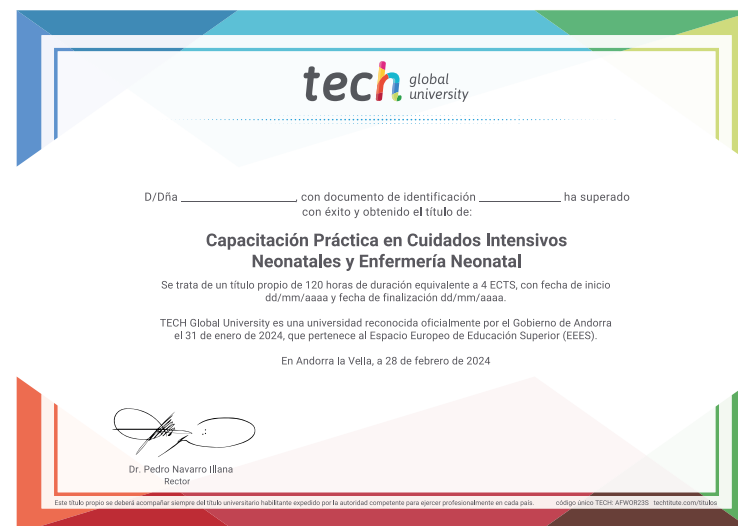 tech global university
D/Dña ____________________, con documento de identificación ______________ ha superado
con éxito y obtenido el título de:
Capacitación Práctica en Cuidados Intensivos
Neonatales y Enfermería Neonatal
Se trata de un título propio de 120 horas de duración equivalente a 4 ECTS, con fecha de inicio
dd/mm/aaaa y fecha de finalización dd/mm/aaaa.
TECH Global University es una universidad reconocida oficialmente por el Gobierno de Andorra
el 31 de enero de 2024, que pertenece al Espacio Europeo de Educación Superior (EEES).
En Andorra la Vella, a 28 de febrero de 2024
Dr. Pedro Navarro Illana
Rector
Este título propio se deberá acompañar siempre del título universitario habilitante expedido por la autoridad competente para ejercer profesionalmente en cada país. código único TECH: AFWOR23S techtitute.com/titulos